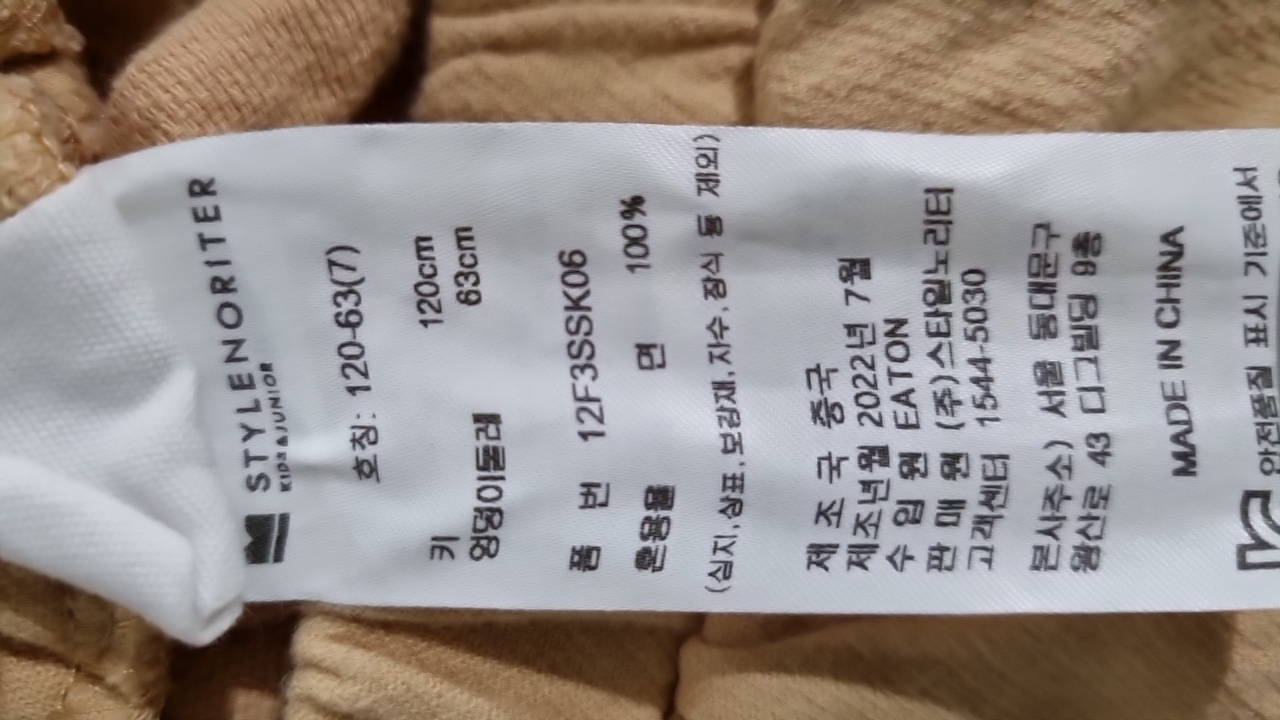 STYLENORITER
KIDS & JUNIOR
호칭: 120-63(7)
키 120cm
엉덩이둘레 63cm
품 번 12F3SSK06
혼용율 면 100%
(심지,상표,보강재,자수,장식 등 제외)
제 조 국 중국
제조년월 2022년 7월
수 입 원 EATON
판 매 원 (주)스타일노리터
고객센터 1544-5030
본사주소) 서울 동대문구
왕산로 43 디그빌딩 9층
MADE IN CHINA
안전품질 표시 기준에서